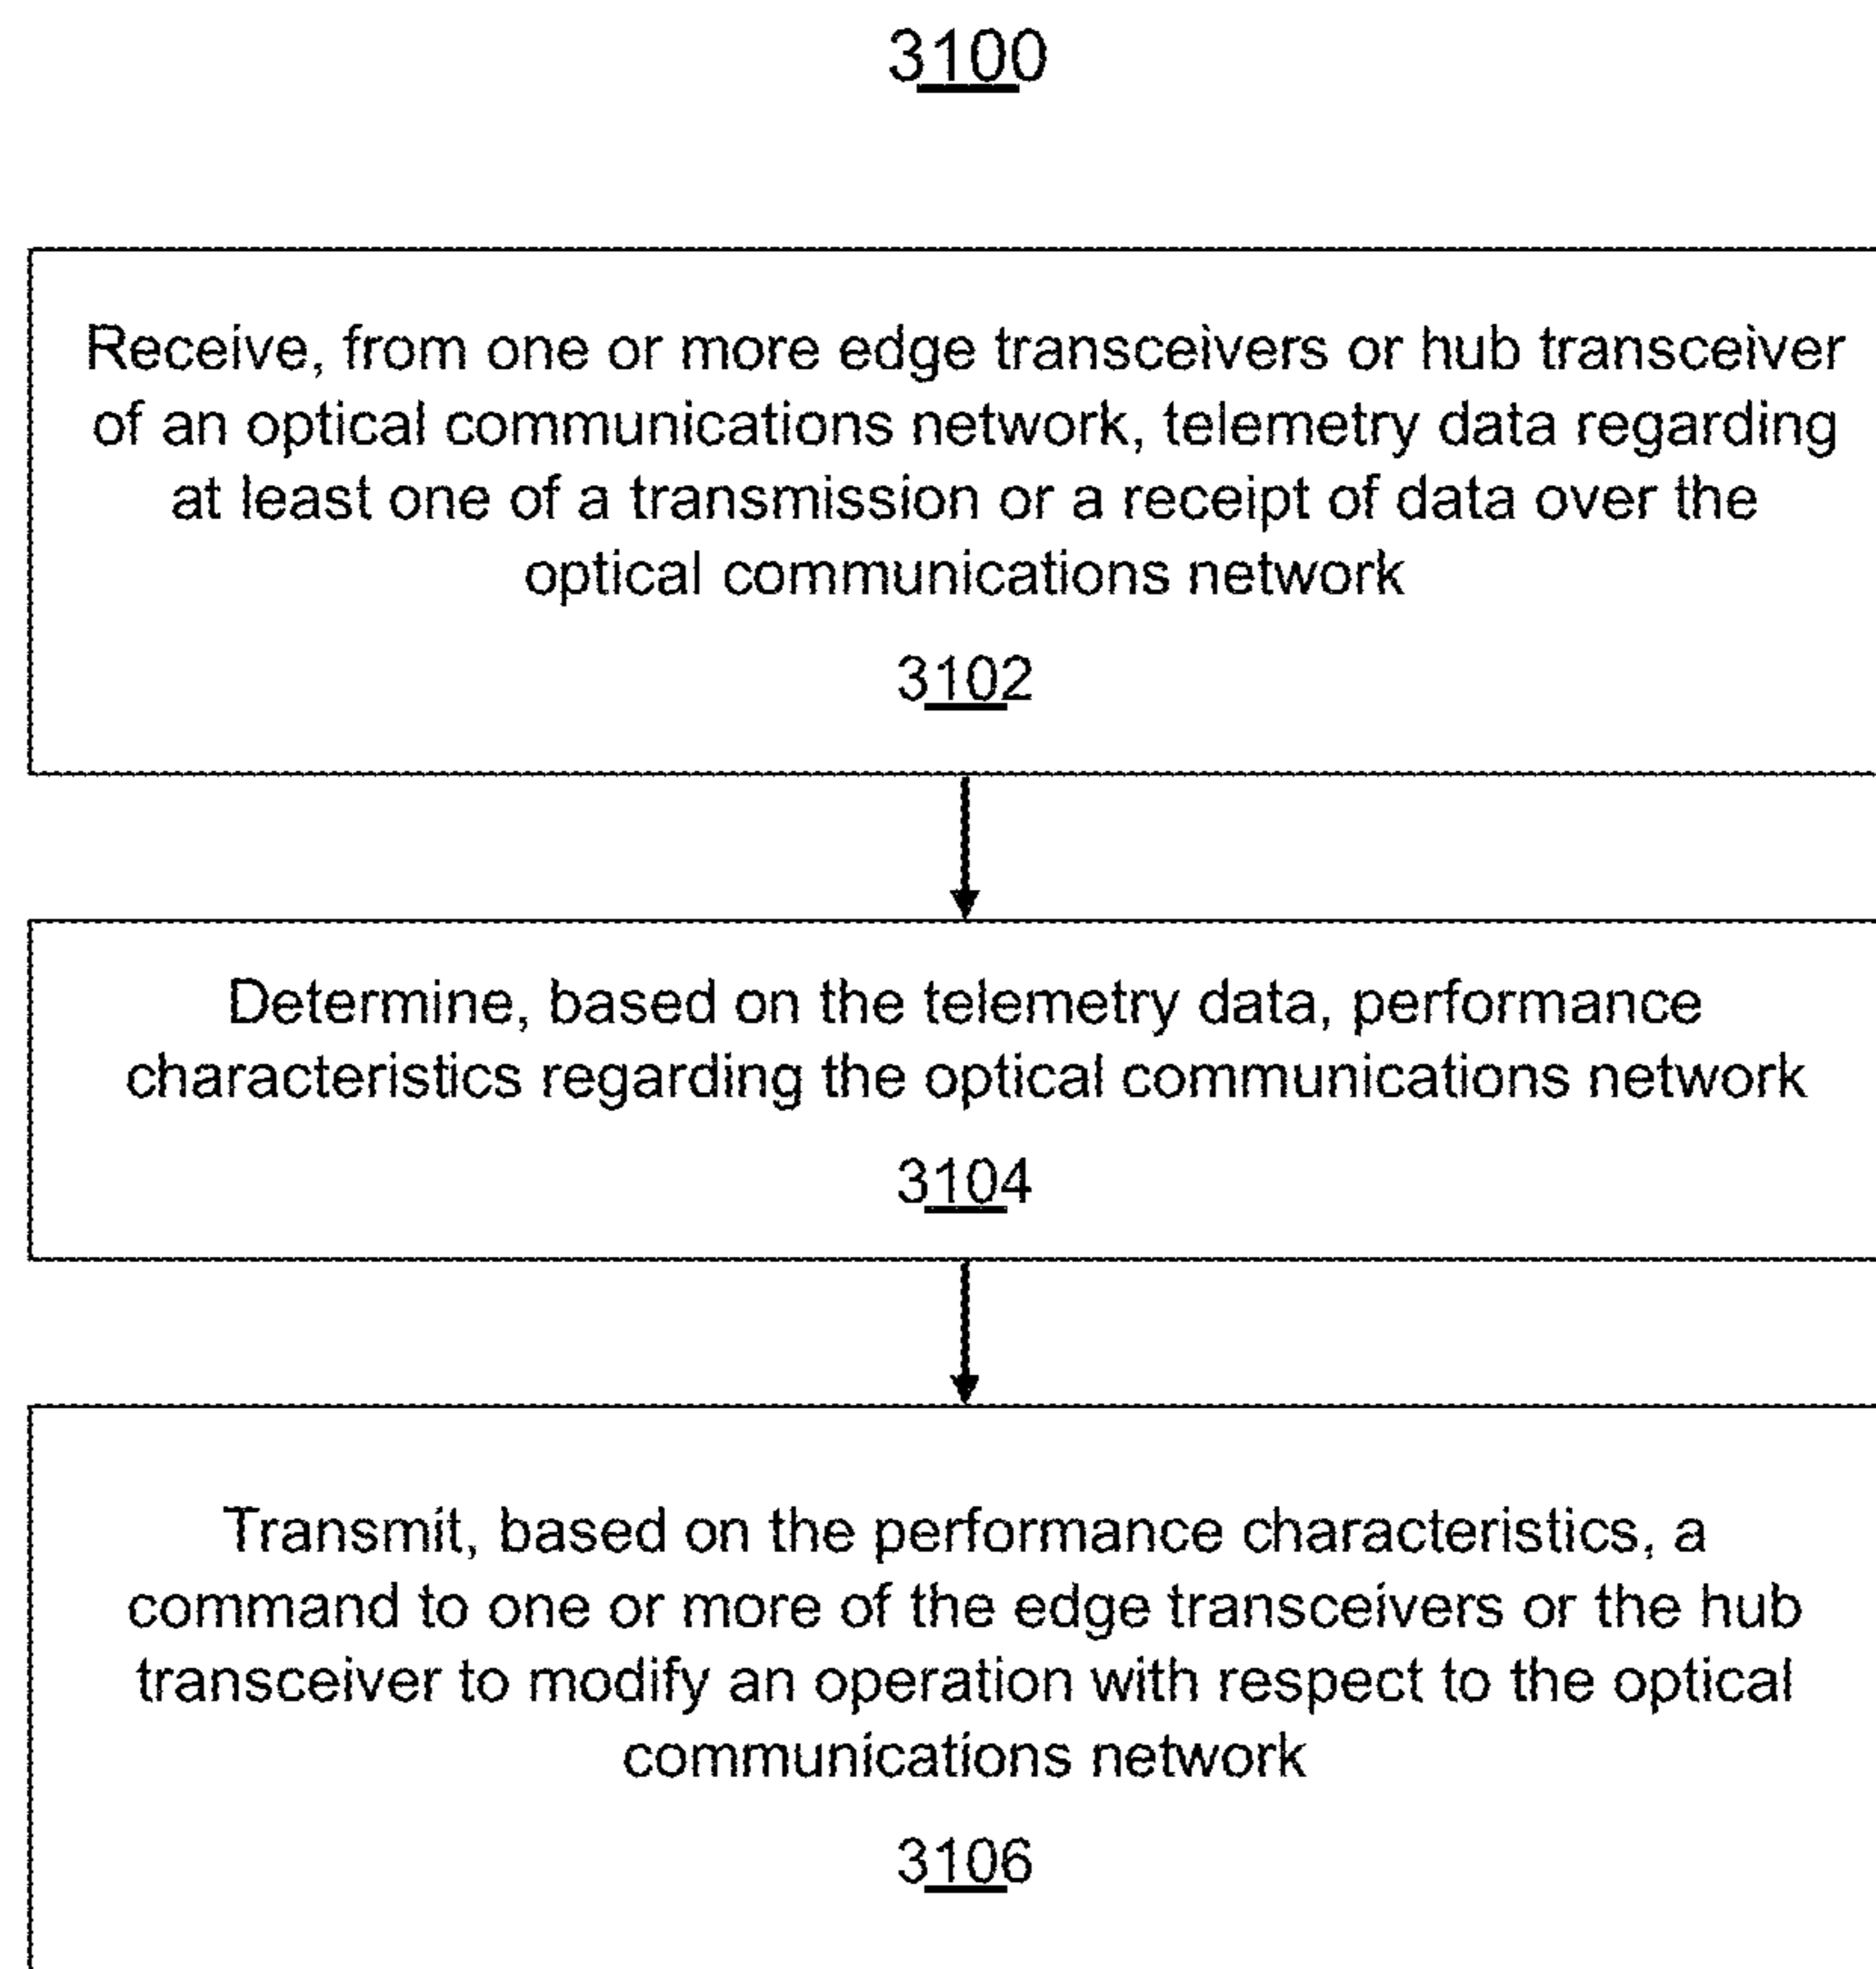 3100
Receive, from one or more edge transceivers or hub transceiver
of an optical communications network, telemetry data regarding
at least one of a transmission or a receipt of data over the
optical communications network
3102
Determine, based on the telemetry data, performance
characteristics regarding the optical communications network
3104
Transmit, based on the performance characteristics, a
command to one or more of the edge transceivers or the hub
transceiver to modify an operation with respect to the optical
communications network
3106